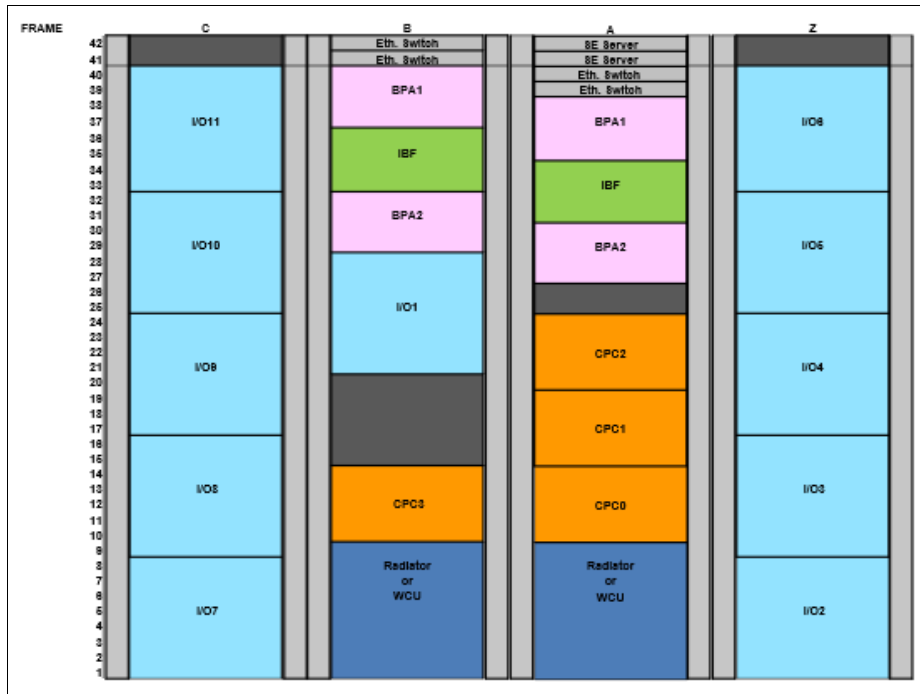 FRAME C B A Z
42 Eth. Switch SE Server
41 Eth. Switch SE Server
40 Eth. Switch
39 BPA1 Eth. Switch
38
37 I/O11 BPA1 I/O6
36
35 IBF
34
33 IBF
32
31 BPA2
30
29 I/O10 BPA2 I/O5
28
27
26
25 I/O1
24
23
22 CPC2
21 I/O9 I/O4
20
19
18
17 CPC1
16
15
14
13 I/O8 I/O3
12 CPC3 CPC0
11
10
9
8 Radiator Radiator
7 or or
6 WCU WCU
5 I/O7 I/O2
4
3
2
1